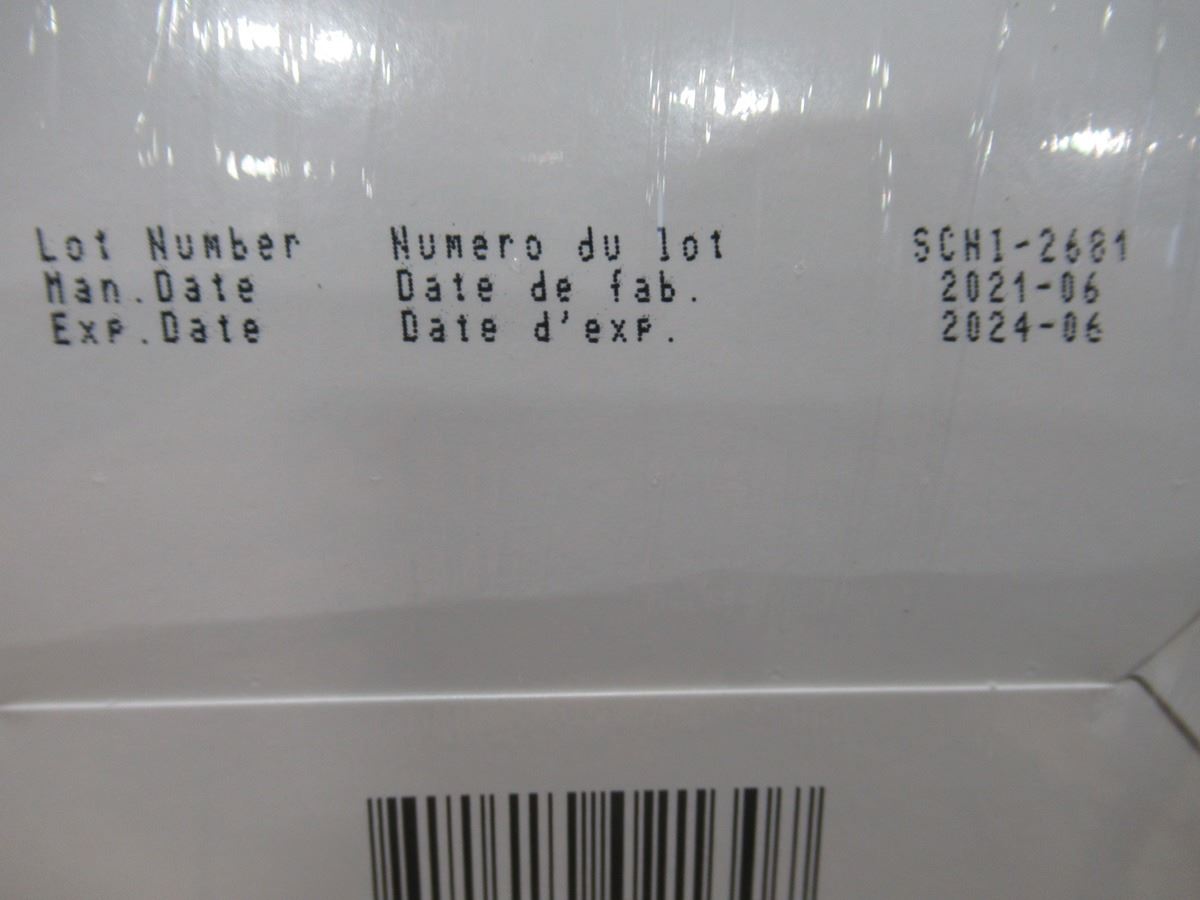 Lot Number Numero du lot SCHI-2681
Man.Date Date de fab. 2021-06
Exp.Date Date d'exp. 2024-06